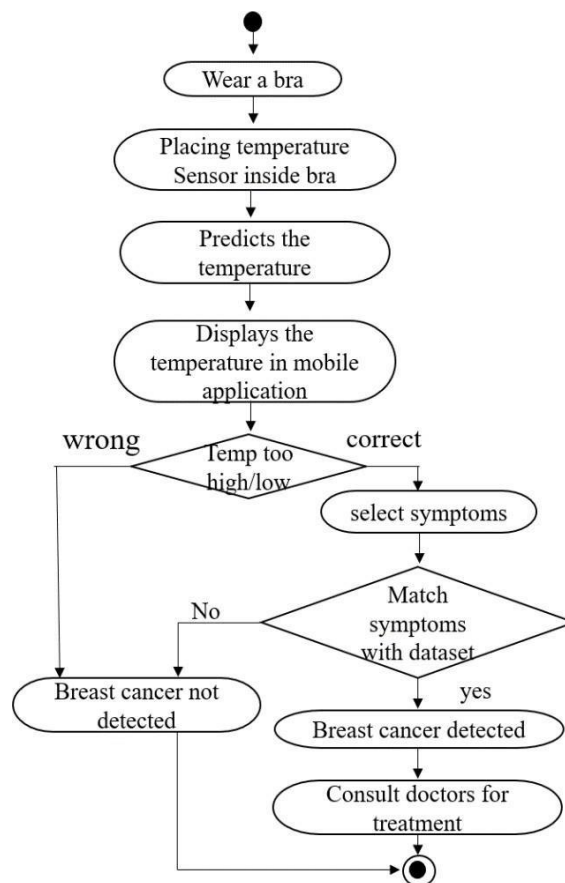 Wear a bra
Placing temperature
Sensor inside bra
Predicts the
temperature
Displays the
temperature in mobile
application
wrong
Temp too
high/low
correct
select symptoms
No
Match
symptoms
with dataset
yes
Breast cancer not
detected
Breast cancer detected
Consult doctors for
treatment